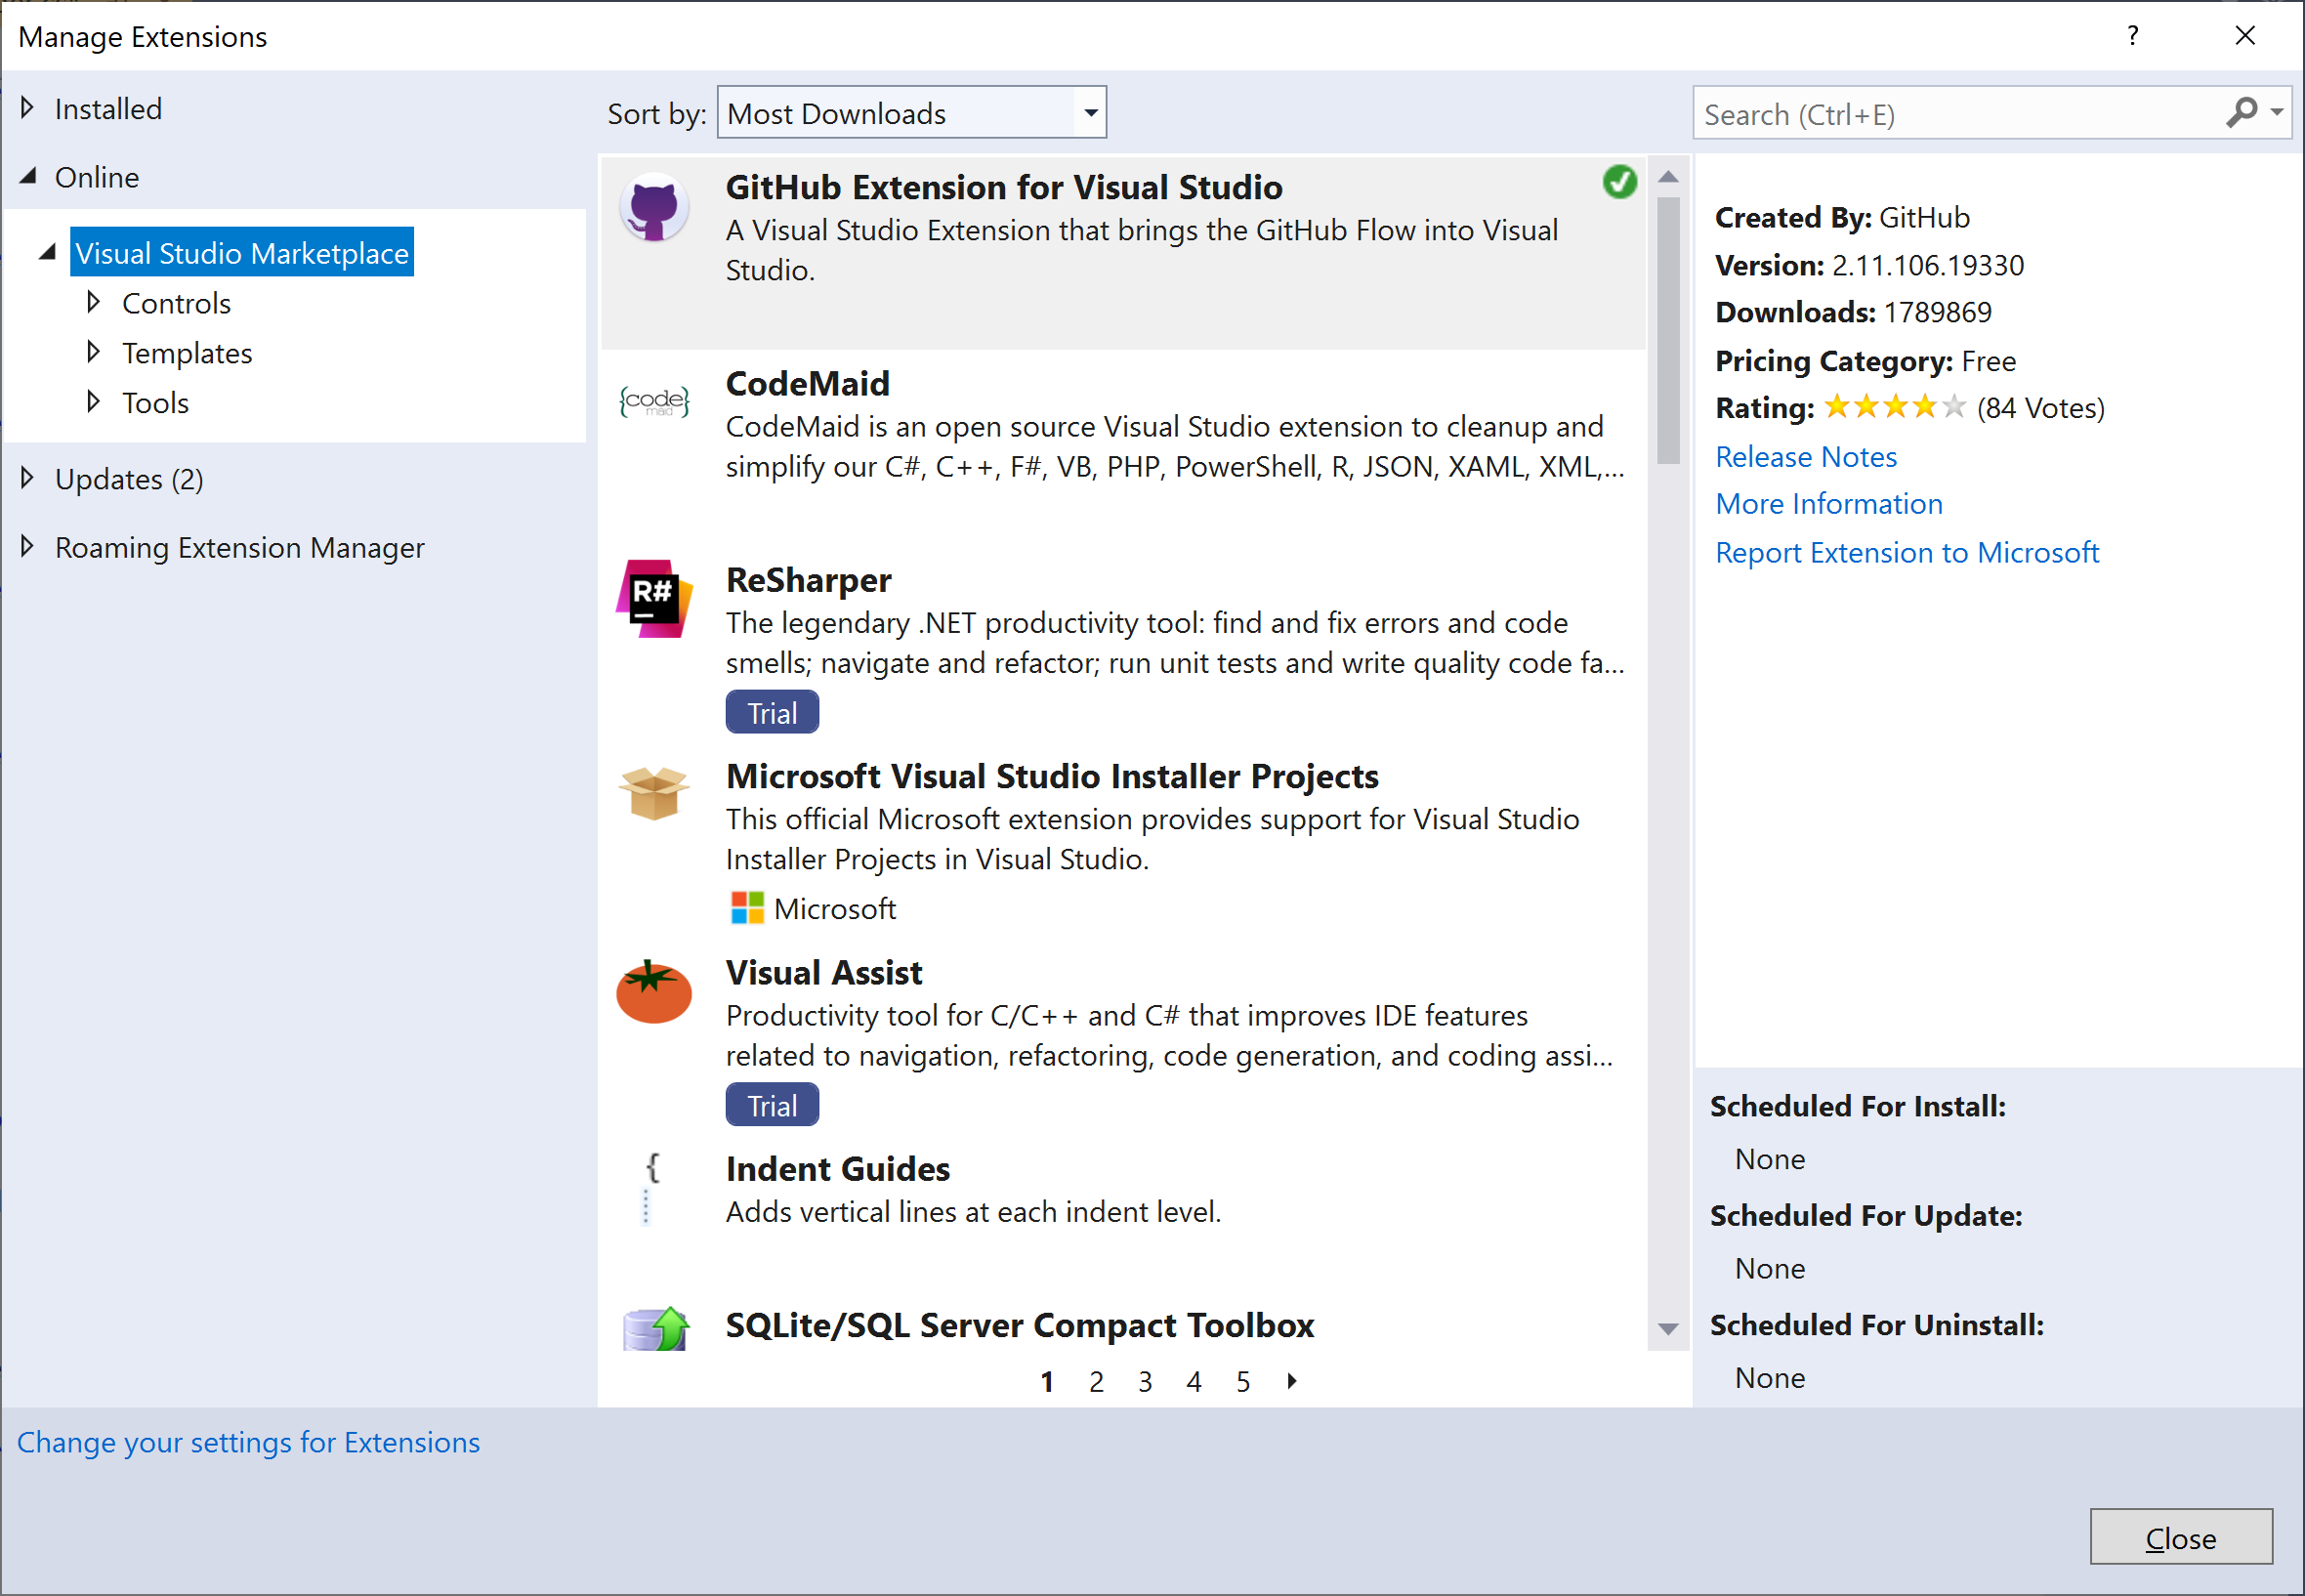 Manage Extensions
?
Installed
Online
Visual Studio Marketplace
Controls
Templates
Tools
Updates (2)
Roaming Extension Manager
Sort by: Most Downloads
Search (Ctrl+E)
GitHub Extension for Visual Studio
A Visual Studio Extension that brings the GitHub Flow into Visual
Studio.
{code}
maid
CodeMaid
CodeMaid is an open source Visual Studio extension to cleanup and
simplify our C#, C++, F#, VB, PHP, PowerShell, R, JSON, XAML, XML,...
R#
ReSharper
The legendary .NET productivity tool: find and fix errors and code
smells; navigate and refactor; run unit tests and write quality code fa...
Trial
Microsoft Visual Studio Installer Projects
This official Microsoft extension provides support for Visual Studio
Installer Projects in Visual Studio.
Microsoft
Visual Assist
Productivity tool for C/C++ and C# that improves IDE features
related to navigation, refactoring, code generation, and coding assi...
Trial
{
Indent Guides
Adds vertical lines at each indent level.
SQLite/SQL Server Compact Toolbox
1 2 3 4 5
Created By: GitHub
Version: 2.11.106.19330
Downloads: 1789869
Pricing Category: Free
Rating: (84 Votes)
Release Notes
More Information
Report Extension to Microsoft
Scheduled For Install:
None
Scheduled For Update:
None
Scheduled For Uninstall:
None
Change your settings for Extensions
Close